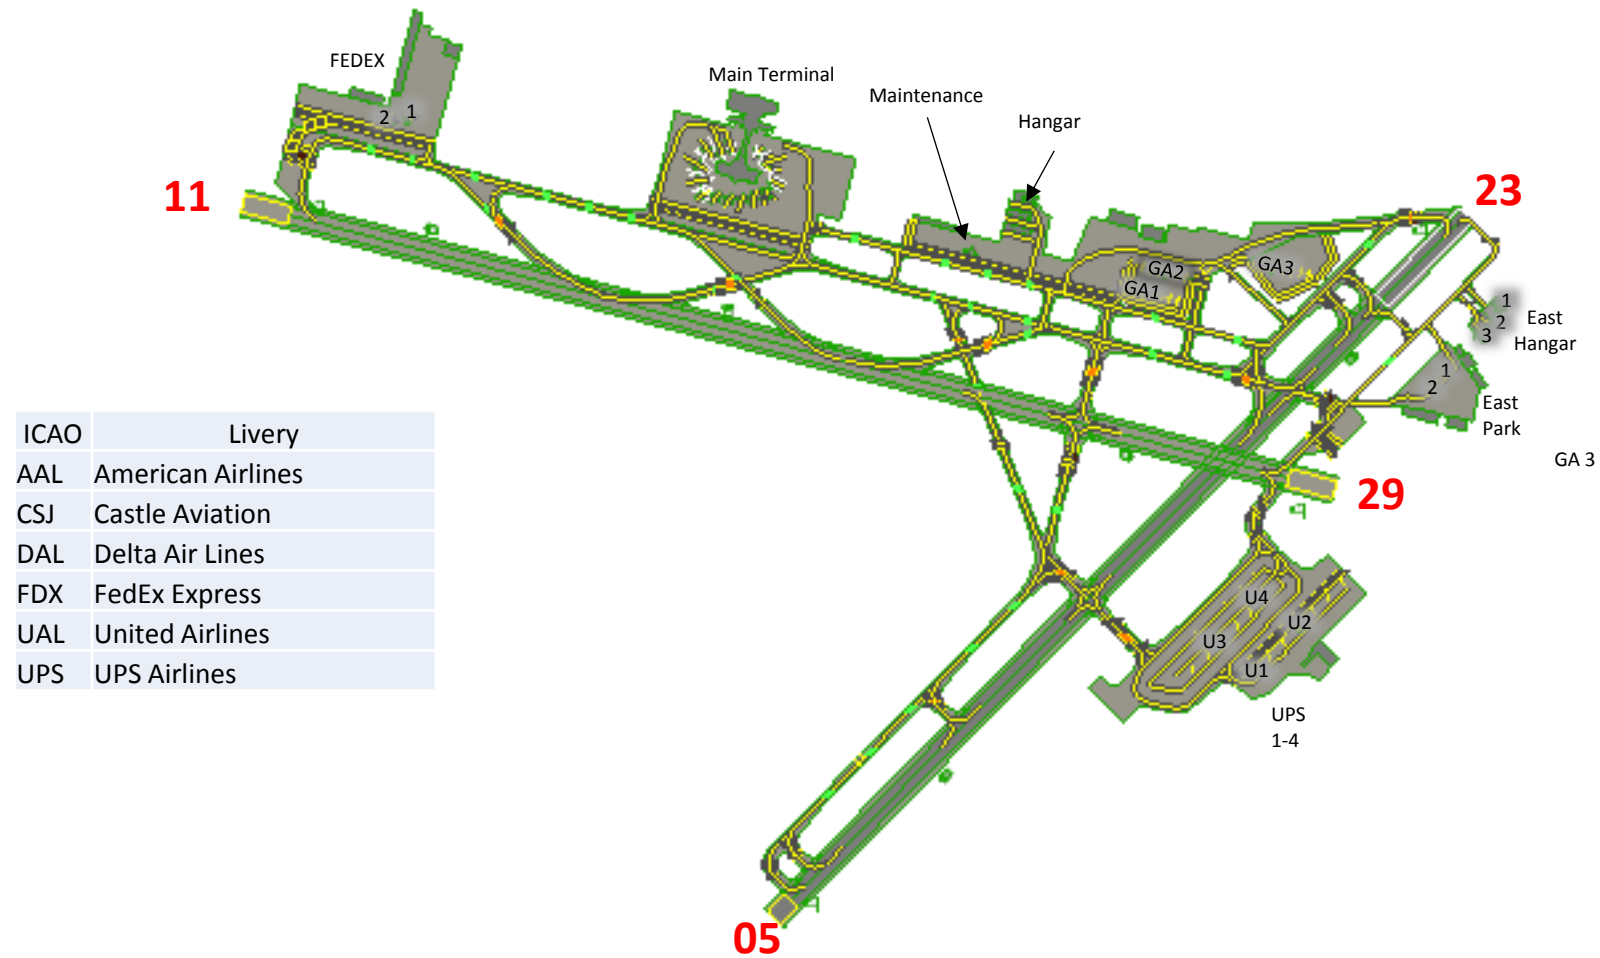 FEDEX
2 1
Main Terminal
Maintenance
Hangar
11
23
GA2
GA3
GA1
1
2
3
East
Hangar
1
2
East
Park
GA 3
29
ICAO Livery
AAL American Airlines
CSJ Castle Aviation
DAL Delta Air Lines
FDX FedEx Express
UAL United Airlines
UPS UPS Airlines
U4
U2
U3
U1
UPS
1-4
05